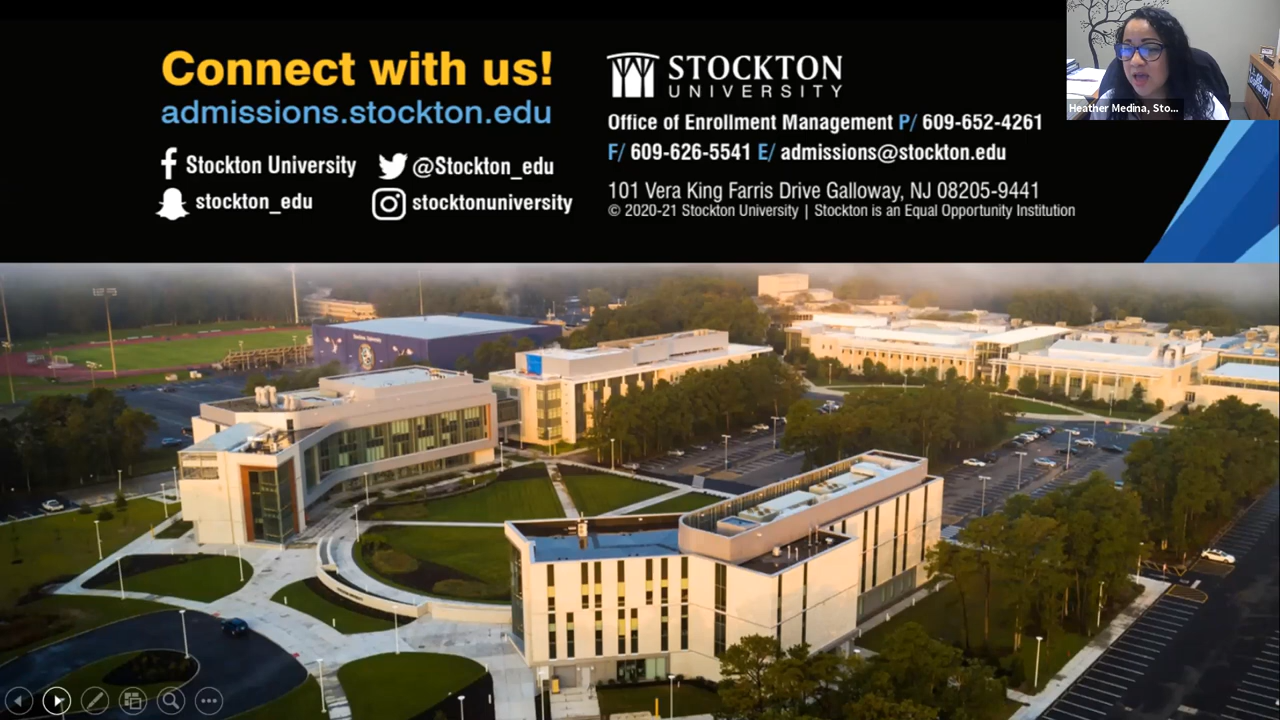 Connect with us!
admissions.stockton.edu
Stockton University
@Stockton_edu
stockton_edu
stocktonuniversity
STOCKTON
UNIVERSITY
Office of Enrollment Management P/ 609-652-4261
F/ 609-626-5541 E/ admissions@stockton.edu
101 Vera King Farris Drive Galloway, NJ 08205-9441
© 2020-21 Stockton University | Stockton is an Equal Opportunity Institution
Heather Medina, Sto...